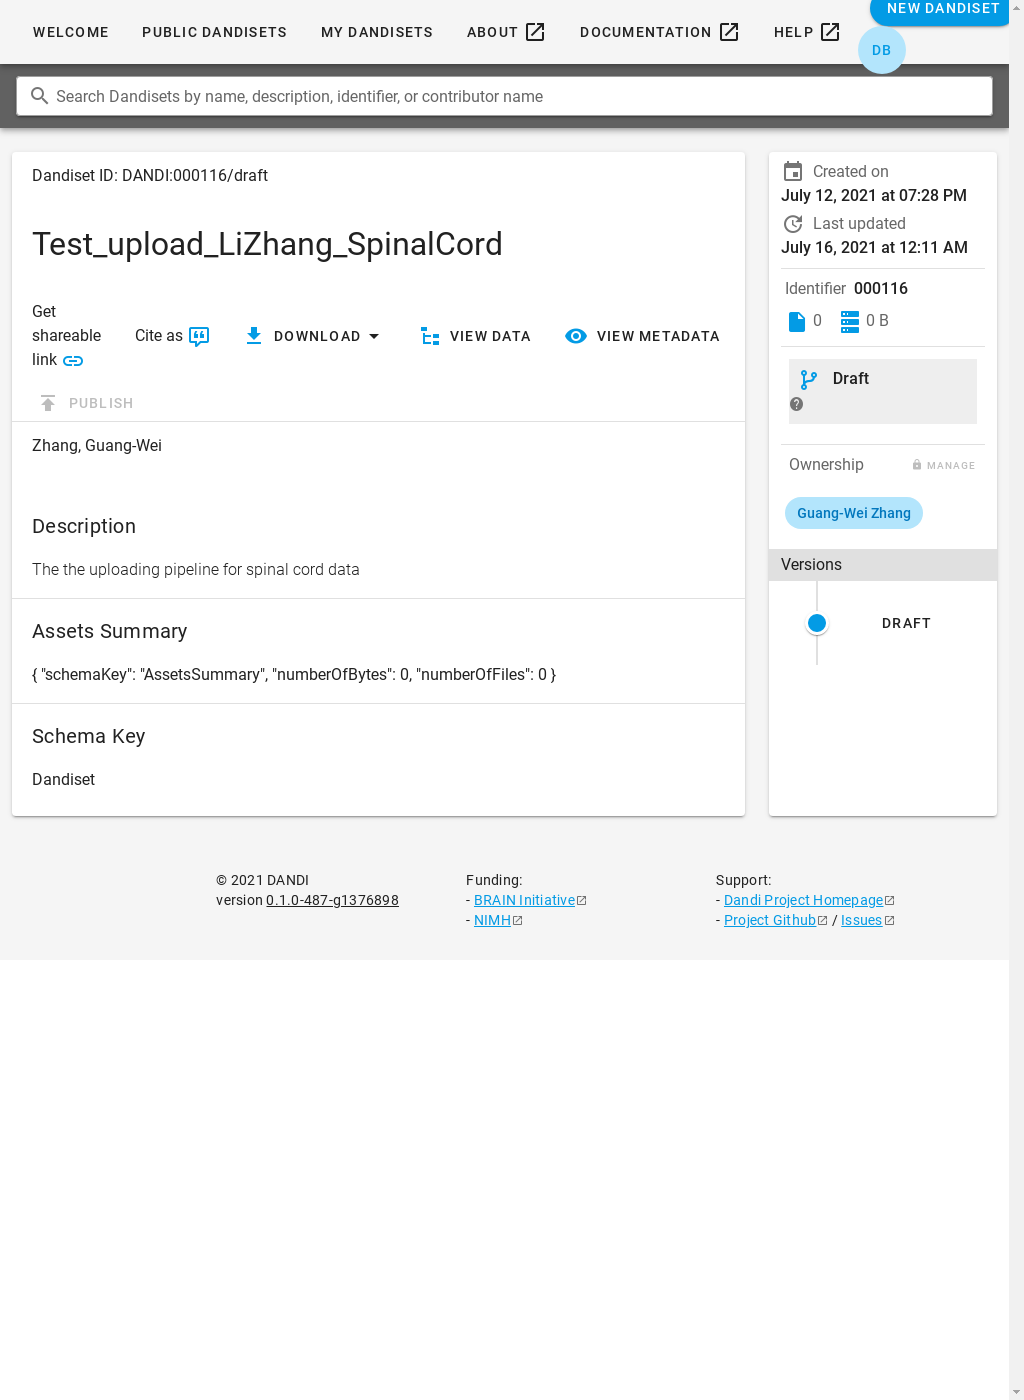 WELCOME PUBLIC DANDISETS MY DANDISETS ABOUT DOCUMENTATION HELP NEW DANDISET
DB
Search Dandisets by name, description, identifier, or contributor name
Dandiset ID: DANDI:000116/draft
Test_upload_LiZhang_SpinalCord
Get
shareable
link
Cite as DOWNLOAD VIEW DATA VIEW METADATA
PUBLISH
Zhang, Guang-Wei
Description
The the uploading pipeline for spinal cord data
Assets Summary
{ "schemaKey": "AssetsSummary", "numberOfBytes": 0, "numberOfFiles": 0 }
Schema Key
Dandiset
Created on
July 12, 2021 at 07:28 PM
Last updated
July 16, 2021 at 12:11 AM
Identifier 000116
0 0 B
Draft
Ownership MANAGE
Guang-Wei Zhang
Versions
DRAFT
© 2021 DANDI
version 0.1.0-487-g1376898
Funding:
- BRAIN Initiative
- NIMH
Support:
- Dandi Project Homepage
- Project Github / Issues